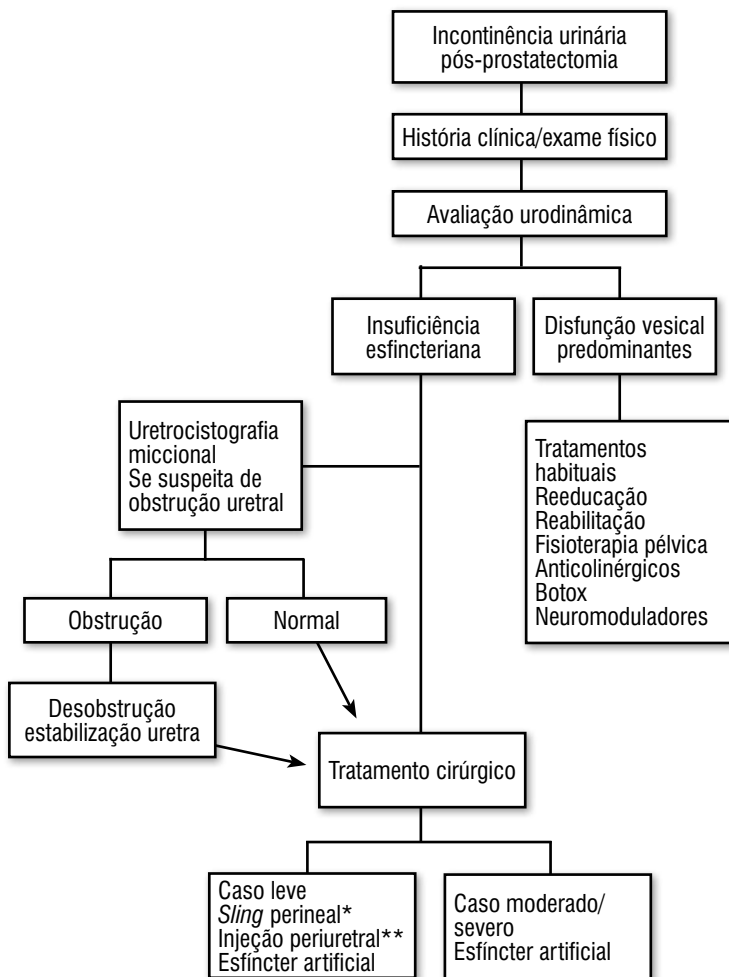 Incontinência urinária
pós-prostatectomia
História clínica/exame físico
Avaliação urodinâmica
Insuficiência
esfincteriana
Disfunção vesical
predominantes
Uretrocistografia
miccional
Se suspeita de
obstrução uretral
Tratamentos
habituais
Reeducação
Reabilitação
Fisioterapia pélvica
Anticolinérgicos
Botox
Neuromoduladores
Obstrução
Normal
Desobstrução
estabilização uretra
Tratamento cirúrgico
Caso leve
Sling perineal*
Injeção periuretral**
Esfíncter artificial
Caso moderado/
severo
Esfíncter artificial